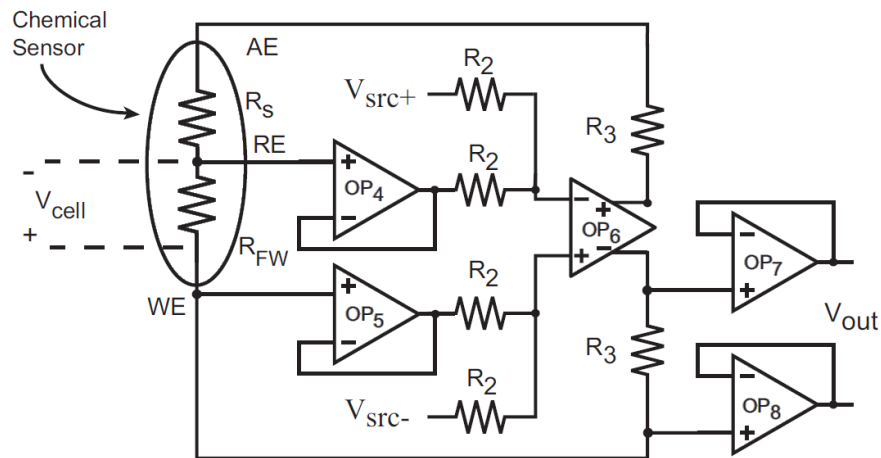 Chemical
Sensor
AE
R2
Vsrc+
Rs
R3
RE
R2
-
+
OP4
-
-
+
Vcell
OP6
-
+
+
-
OP7
+
RFW
WE
+
OP5
-
R2
Vout
R3
R2
-
OP8
+
Vsrc-